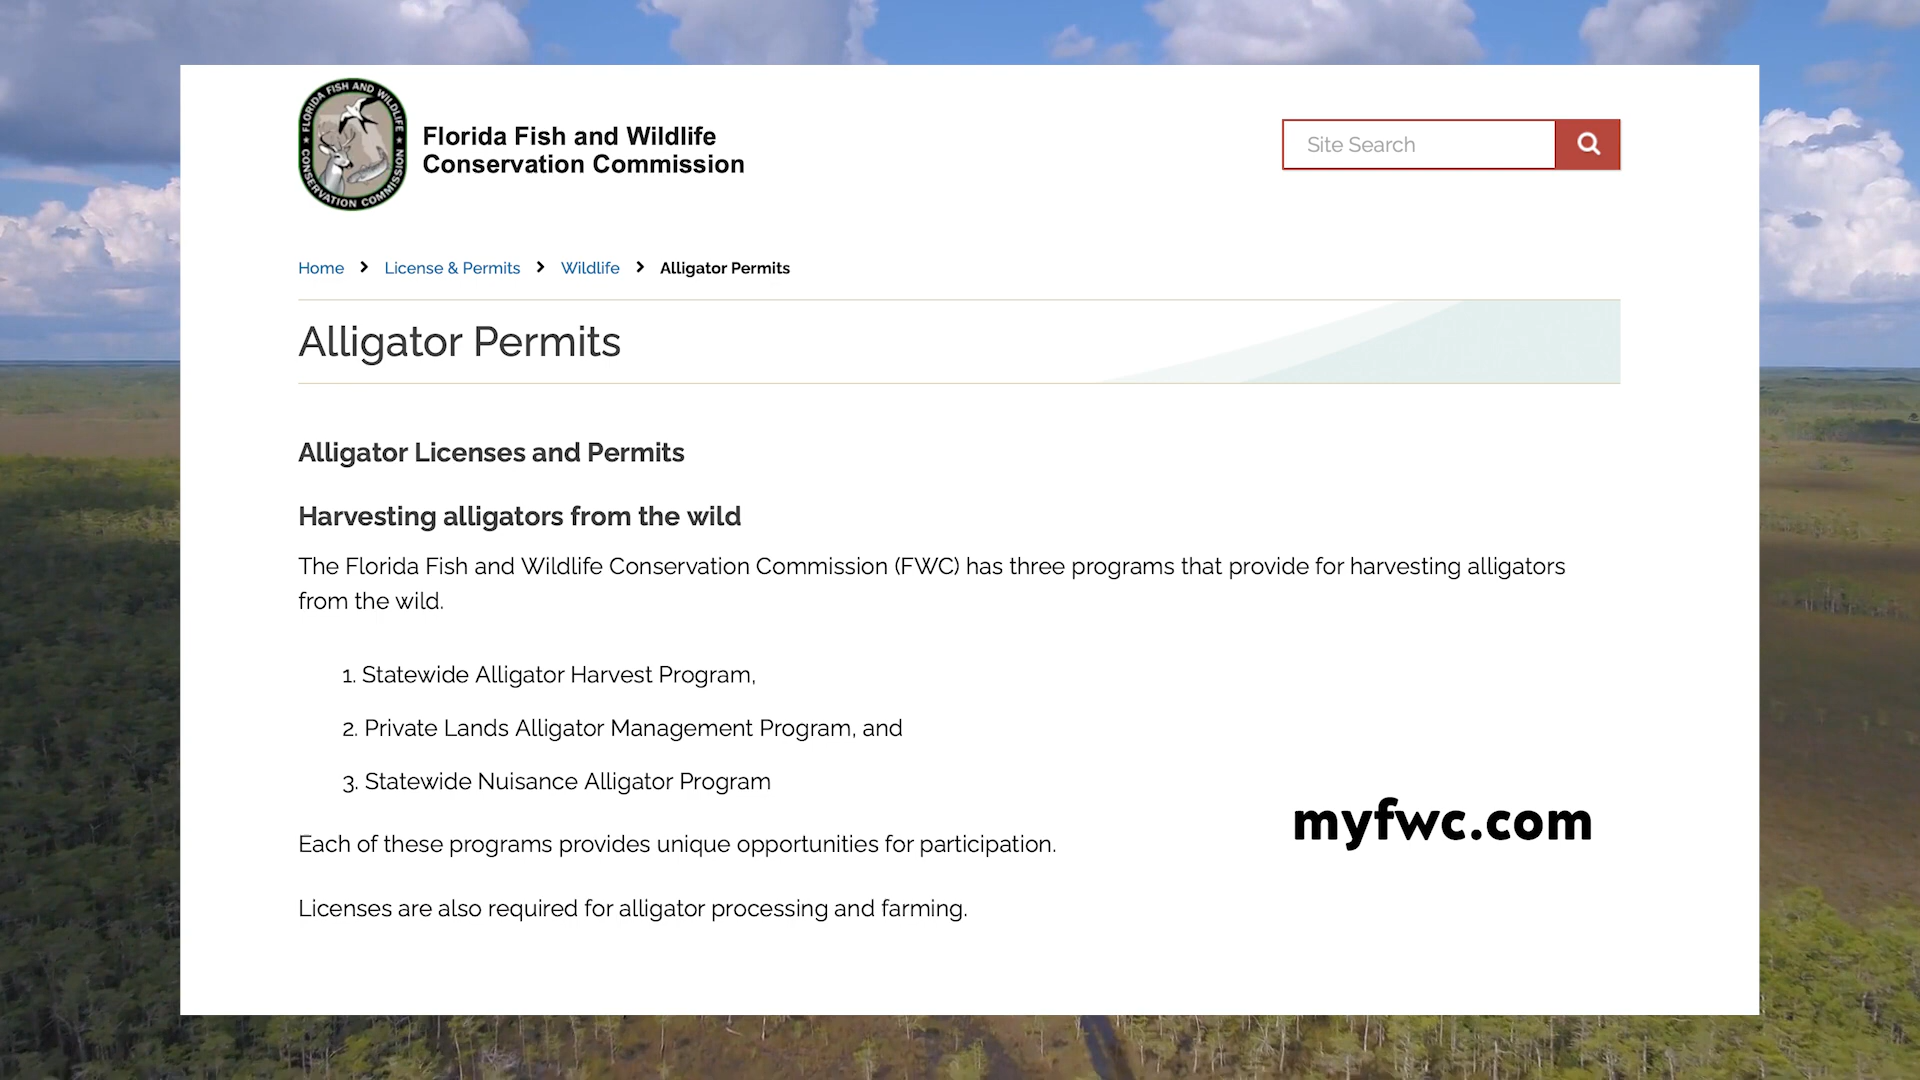 FLORIDA FISH AND WILDLIFE
CONSERVATION COMMISSION
Florida Fish and Wildlife
Conservation Commission
Site Search
Home > License & Permits > Wildlife > Alligator Permits
Alligator Permits
Alligator Licenses and Permits
Harvesting alligators from the wild
The Florida Fish and Wildlife Conservation Commission (FWC) has three programs that provide for harvesting alligators
from the wild.
1. Statewide Alligator Harvest Program,
2. Private Lands Alligator Management Program, and
3. Statewide Nuisance Alligator Program
myfwc.com
Each of these programs provides unique opportunities for participation.
Licenses are also required for alligator processing and farming.